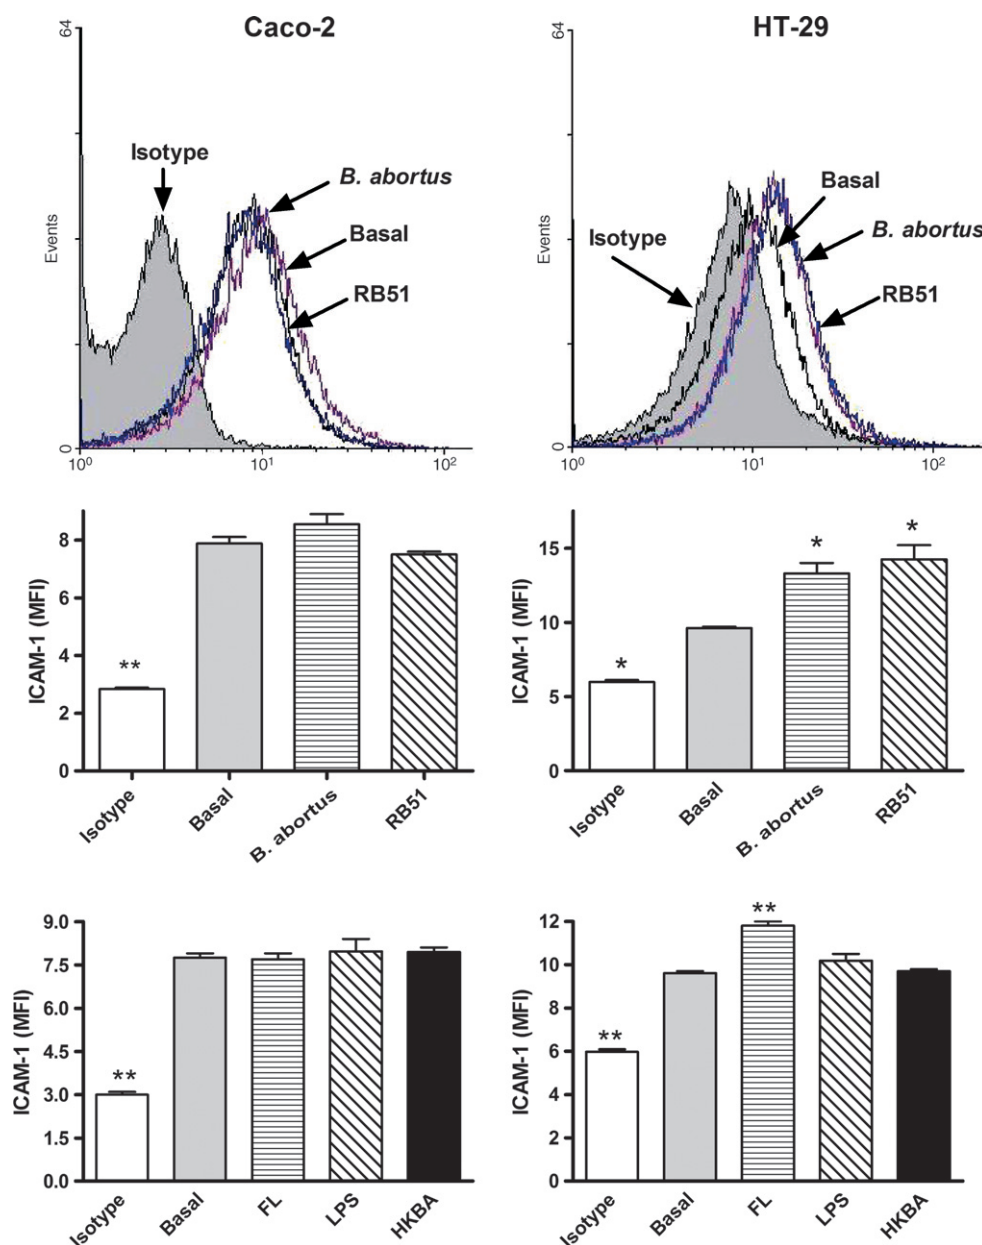 Caco-2
HT-29
64
Events
0
Isotype
B. abortus
Basal
RB51
10⁰
10¹
10²
64
Events
0
Isotype
Basal
B. abortus
RB51
10⁰
10¹
10²
ICAM-1 (MFI)
8
6
4
2
0
**
Isotype
Basal
B. abortus
RB51
ICAM-1 (MFI)
15
10
5
0
*
*
*
Isotype
Basal
B. abortus
RB51
ICAM-1 (MFI)
9.0
7.5
6.0
4.5
3.0
1.5
0.0
**
Isotype
Basal
FL
LPS
HKBA
ICAM-1 (MFI)
12
10
8
6
4
2
0
**
**
Isotype
Basal
FL
LPS
HKBA